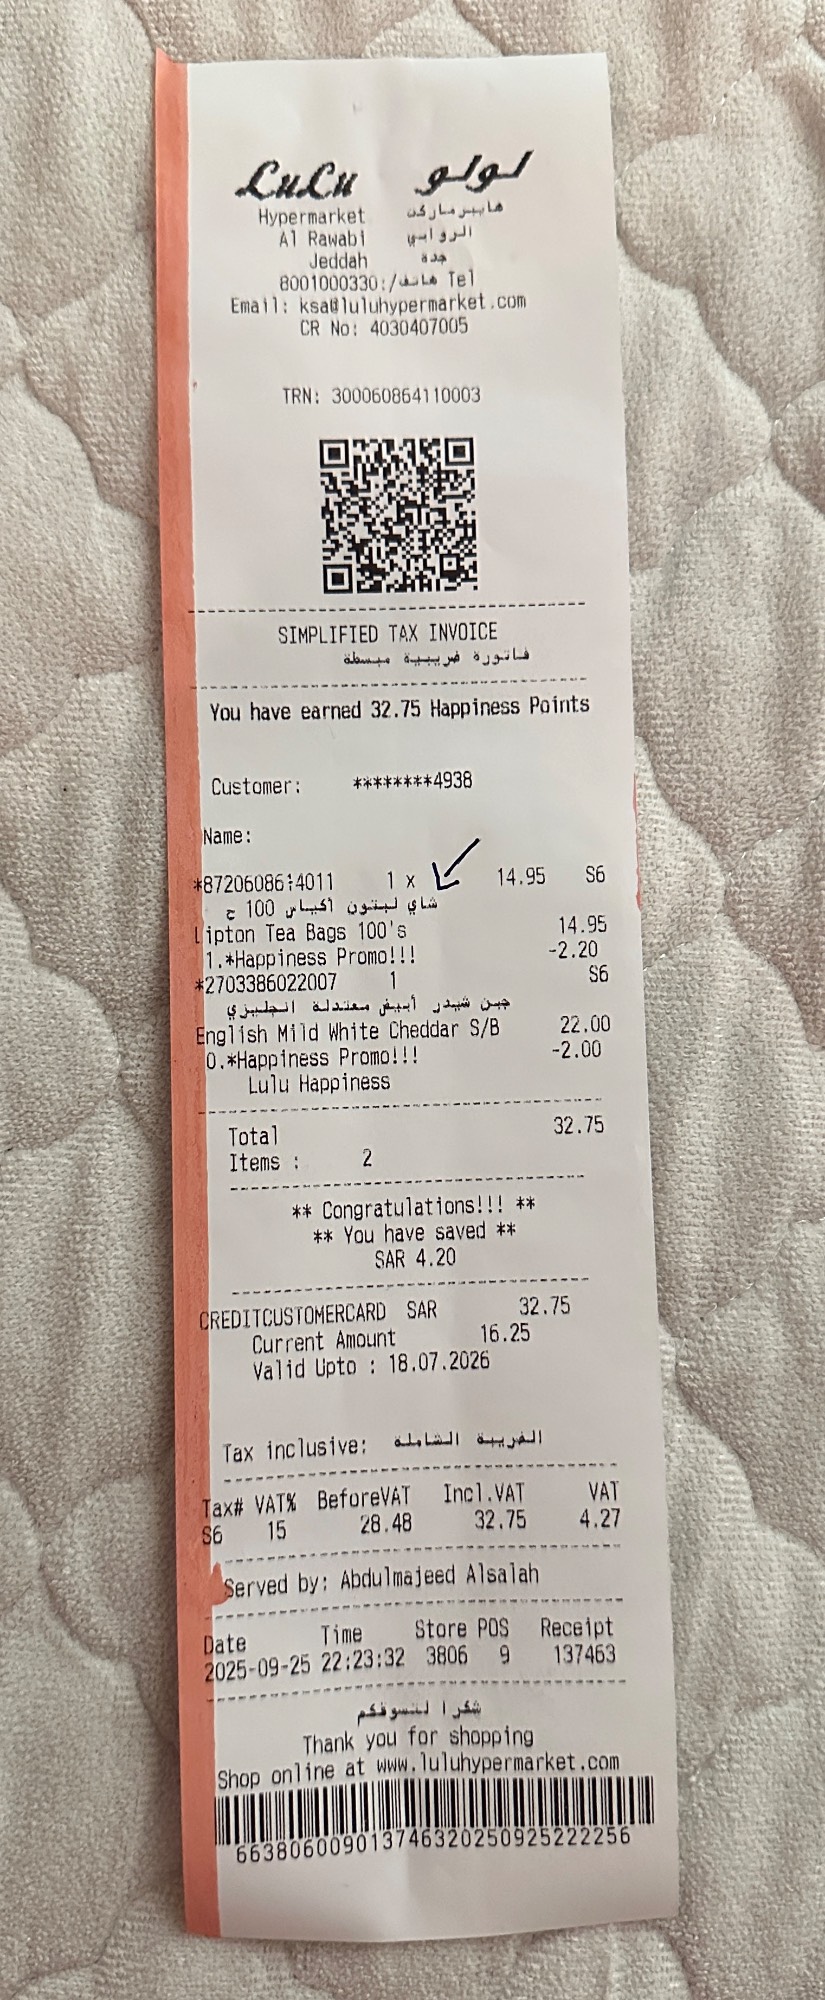 LuLu لولو
Hypermarket هايبر ماركت
Al Rawabi الروابي
Jeddah جدة
8001000330:/هاتف Tel
Email: ksa@luluhypermarket.com
CR No: 4030407005
TRN: 300060864110003
SIMPLIFIED TAX INVOICE
فاتورة ضريبية مبسطة
You have earned 32.75 Happiness Points
Customer: ********4938
Name:
*8720608614011 1 x 14.95 S6
شاي ليبتون أكياس 100 ح
Lipton Tea Bags 100's 14.95
1.*Happiness Promo!!! -2.20
*2703386022007 1 S6
جبن شيدر أبيض معتدلة انجليزي
English Mild White Cheddar S/B 22.00
0.*Happiness Promo!!! -2.00
Lulu Happiness
Total 32.75
Items : 2
** Congratulations!!! **
** You have saved **
SAR 4.20
CREDITCUSTOMERCARD SAR 32.75
Current Amount 16.25
Valid Upto : 18.07.2026
Tax inclusive: الضريبة الشاملة
Tax# VAT% BeforeVAT Incl.VAT VAT
S6 15 28.48 32.75 4.27
Served by: Abdulmajeed Alsalah
Date Time Store POS Receipt
2025-09-25 22:23:32 3806 9 137463
شكرا لتسوقكم
Thank you for shopping
Shop online at www.luluhypermarket.com
66380600901374632025092522256